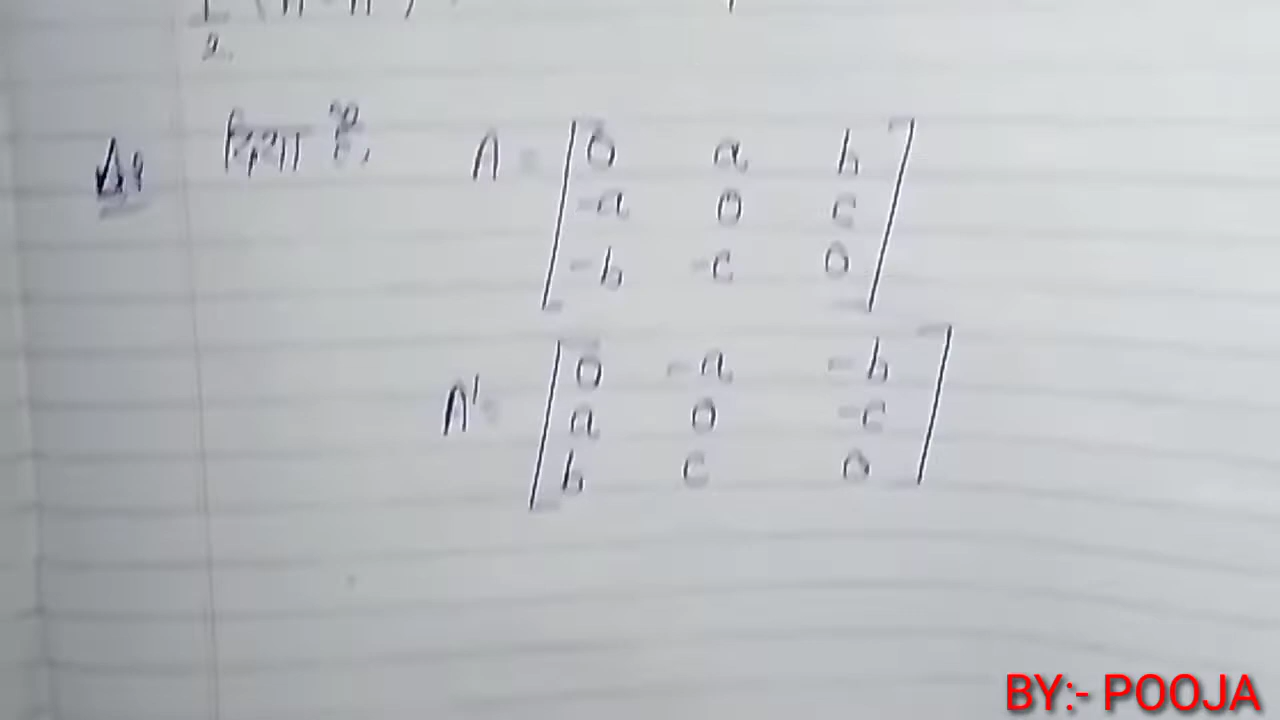 दिया है, A = [0 a b
-a 0 c
-b -c 0]
A' = [0 -a -b
a 0 -c
b c 0]
BY:- POOJA